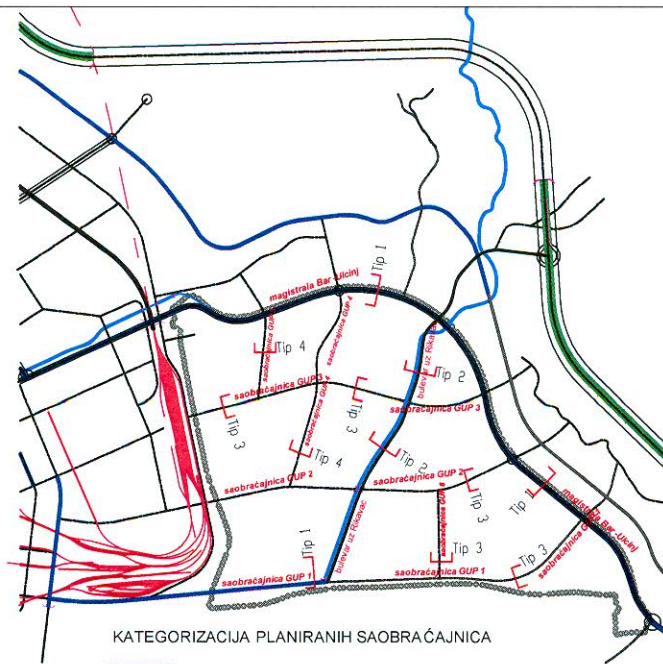 Tip 1
magistrala Bar-Ulcinj
saobraćajnica GUP 4
Tip 4
bulevar uz Rikavac
Tip 2
saobraćajnica GUP 3
Tip 3
Tip 3
saobraćajnica GUP 3
saobraćajnica GUP 4
Tip 4
Tip 2
saobraćajnica GUP 2
saobraćajnica GUP 2
Tip 3
Tip 1
magistrala Bar-Ulcinj
Tip 1
bulevar uz Rikavac
Tip 3
Tip 3
saobraćajnica GUP 1
saobraćajnica GUP 1
KATEGORIZACIJA PLANIRANIH SAOBRAĆAJNICA